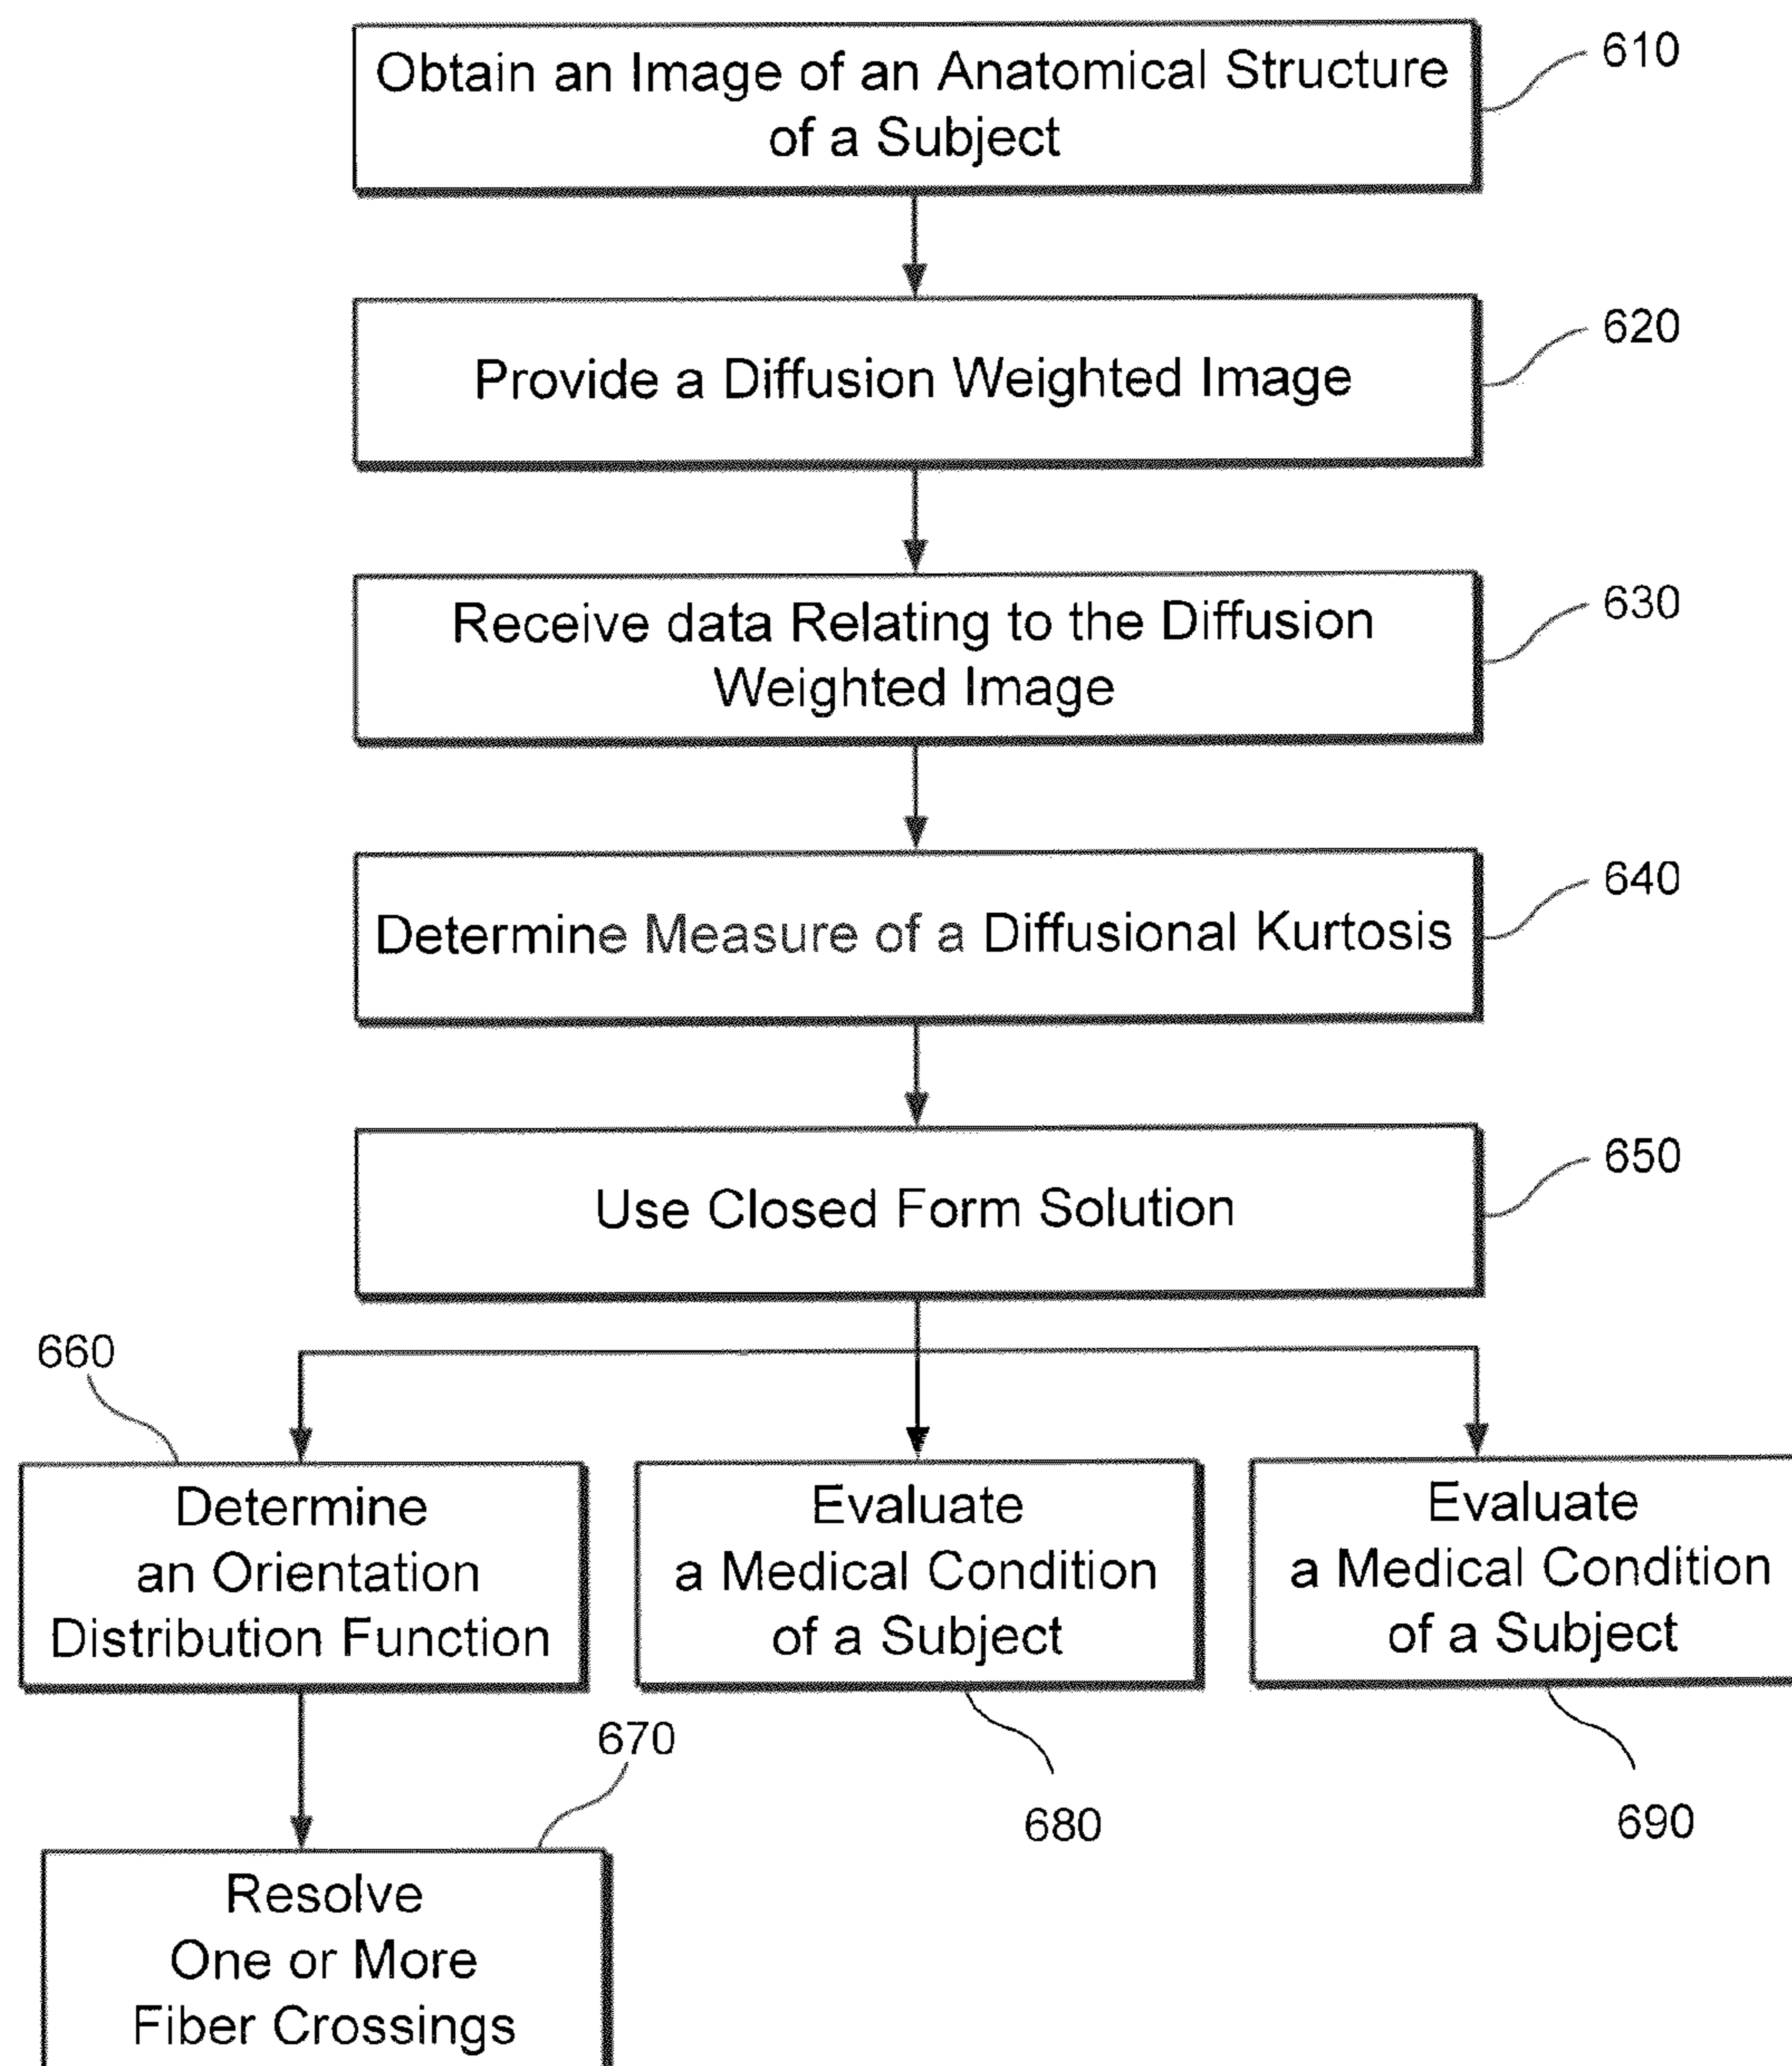 Obtain an Image of an Anatomical Structure
of a Subject
610
Provide a Diffusion Weighted Image
620
Receive data Relating to the Diffusion
Weighted Image
630
Determine Measure of a Diffusional Kurtosis
640
Use Closed Form Solution
650
660
Determine
an Orientation
Distribution Function
Evaluate
a Medical Condition
of a Subject
680
Evaluate
a Medical Condition
of a Subject
690
670
Resolve
One or More
Fiber Crossings